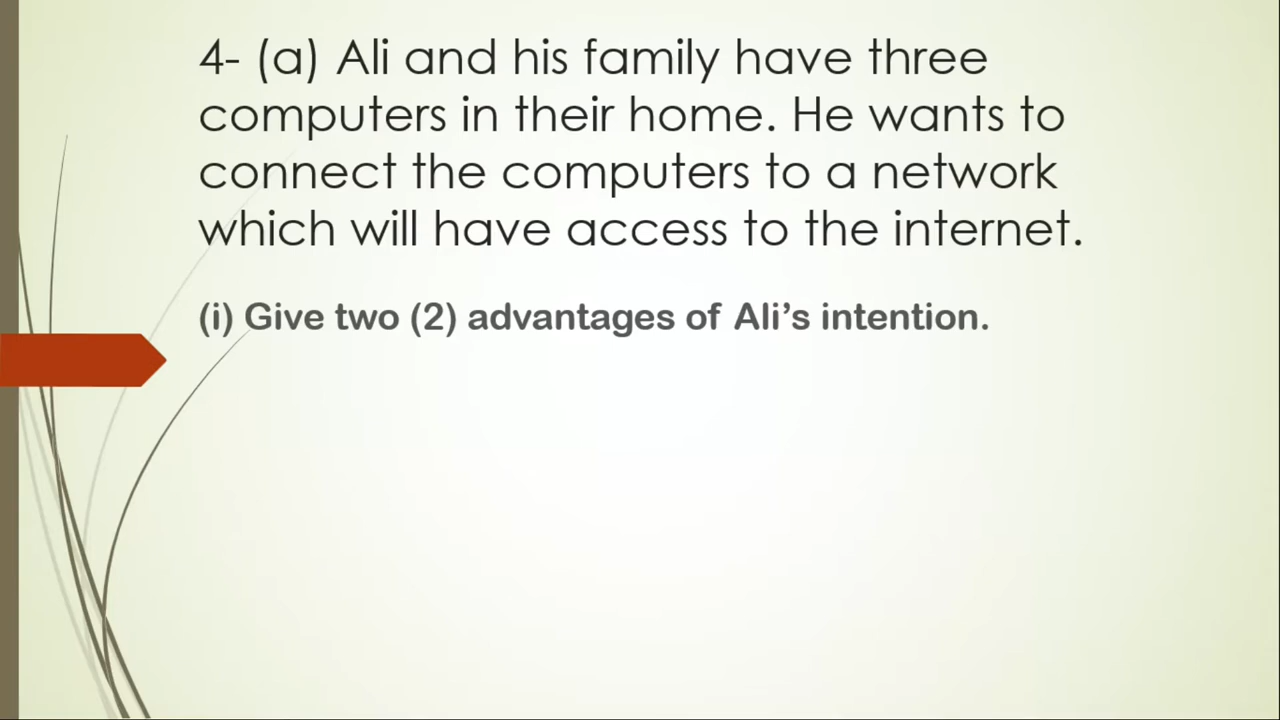 4- (a) Ali and his family have three
computers in their home. He wants to
connect the computers to a network
which will have access to the internet.
(i) Give two (2) advantages of Ali’s intention.